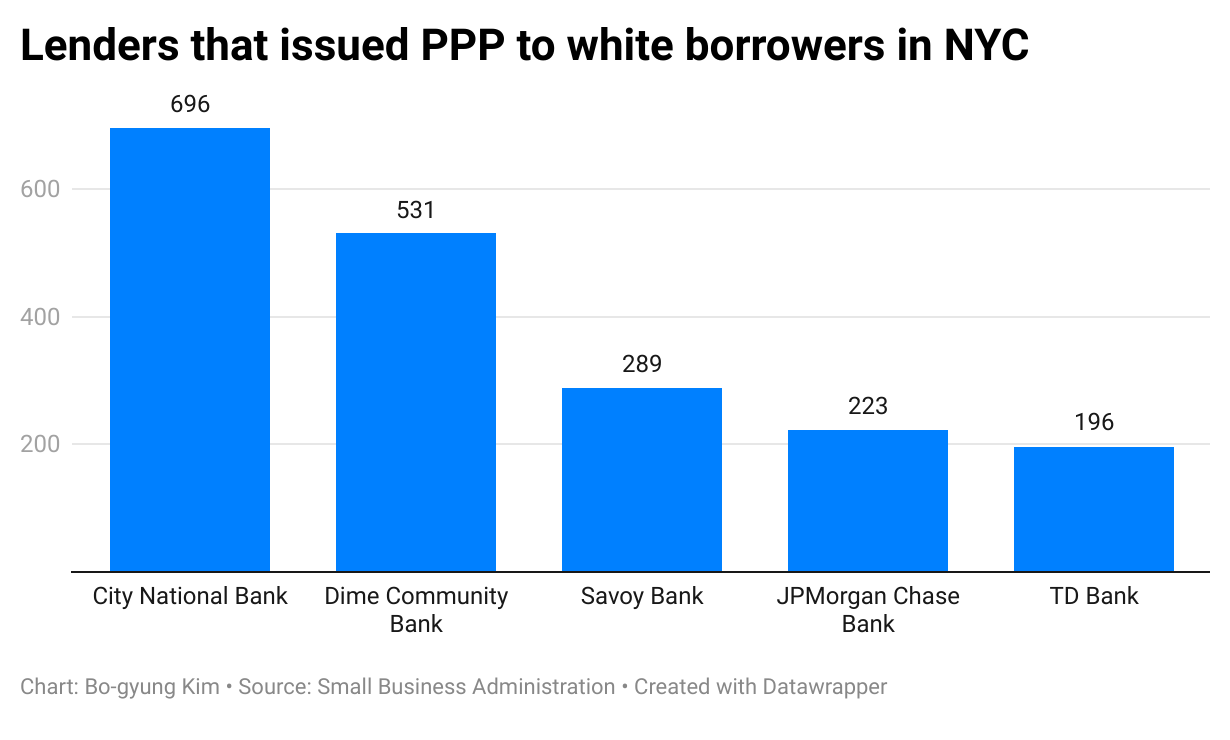 Lenders that issued PPP to white borrowers in NYC
696
600
531
400
289
223
200
196
City National Bank
Dime Community
Bank
Savoy Bank
JPMorgan Chase
Bank
TD Bank
Chart: Bo-gyung Kim • Source: Small Business Administration • Created with Datawrapper